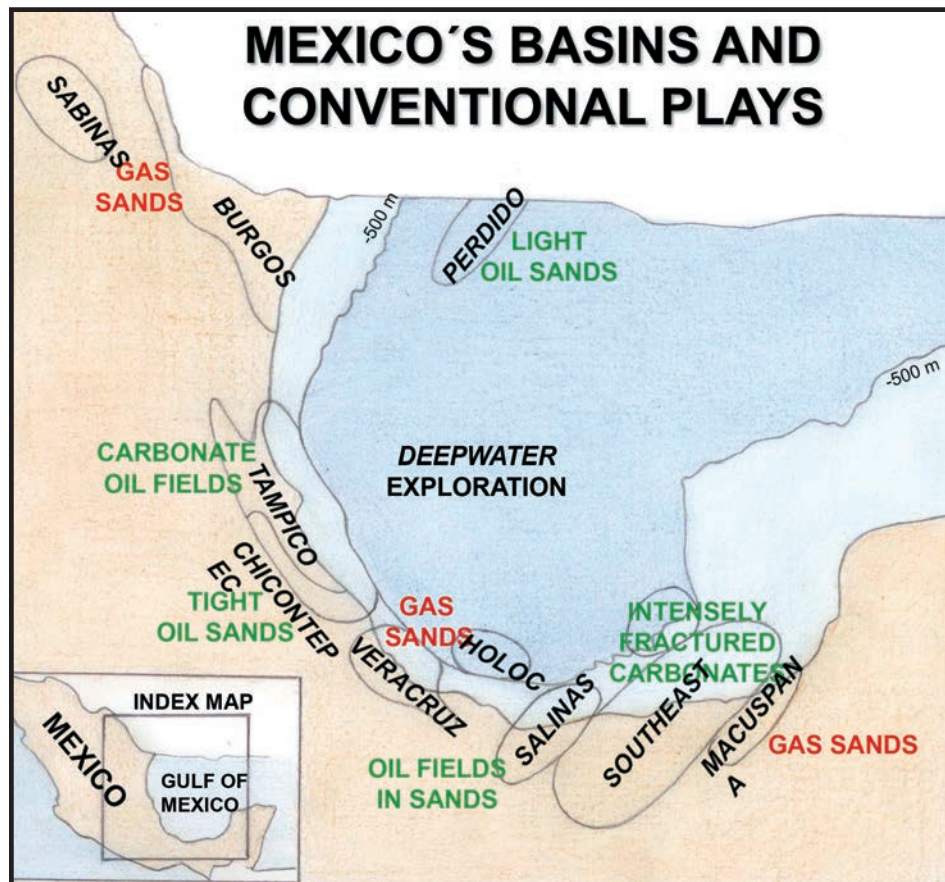 MEXICO´S BASINS AND
CONVENTIONAL PLAYS
SABINAS
GAS
SANDS
BURGOS
-500 m
PERDIDO
LIGHT
OIL SANDS
-500 m
CARBONATE
OIL FIELDS
TAMPICO
DEEPWATER
EXPLORATION
CHICONTEP
EC
TIGHT
OIL SANDS
GAS
SANDS
HOLOC
VERACRUZ
INTENSELY
FRACTURED
CARBONATES
SALINAS
SOUTHEAST
MACUSPAN
A
GAS SANDS
OIL FIELDS
IN SANDS
INDEX MAP
MEXICO
GULF OF
MEXICO